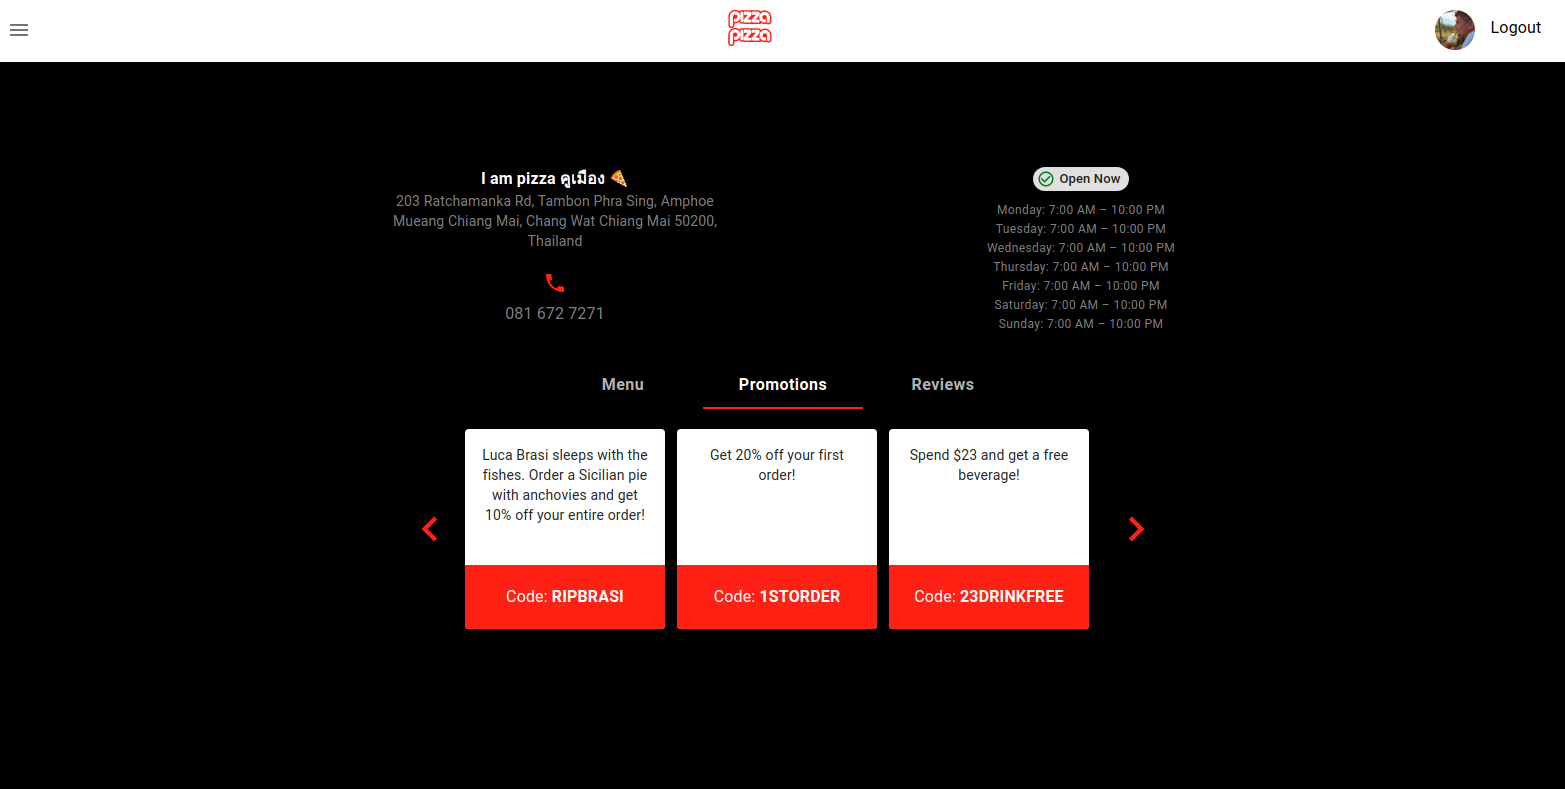 pizza
pizza
Logout
I am pizza คูเมือง 🍕
203 Ratchamanka Rd, Tambon Phra Sing, Amphoe
Mueang Chiang Mai, Chang Wat Chiang Mai 50200,
Thailand
081 672 7271
Open Now
Monday: 7:00 AM – 10:00 PM
Tuesday: 7:00 AM – 10:00 PM
Wednesday: 7:00 AM – 10:00 PM
Thursday: 7:00 AM – 10:00 PM
Friday: 7:00 AM – 10:00 PM
Saturday: 7:00 AM – 10:00 PM
Sunday: 7:00 AM – 10:00 PM
Menu
Promotions
Reviews
Luca Brasi sleeps with the
fishes. Order a Sicilian pie
with anchovies and get
10% off your entire order!
Code: RIPBRASI
Get 20% off your first
order!
Code: 1STORDER
Spend $23 and get a free
beverage!
Code: 23DRINKFREE